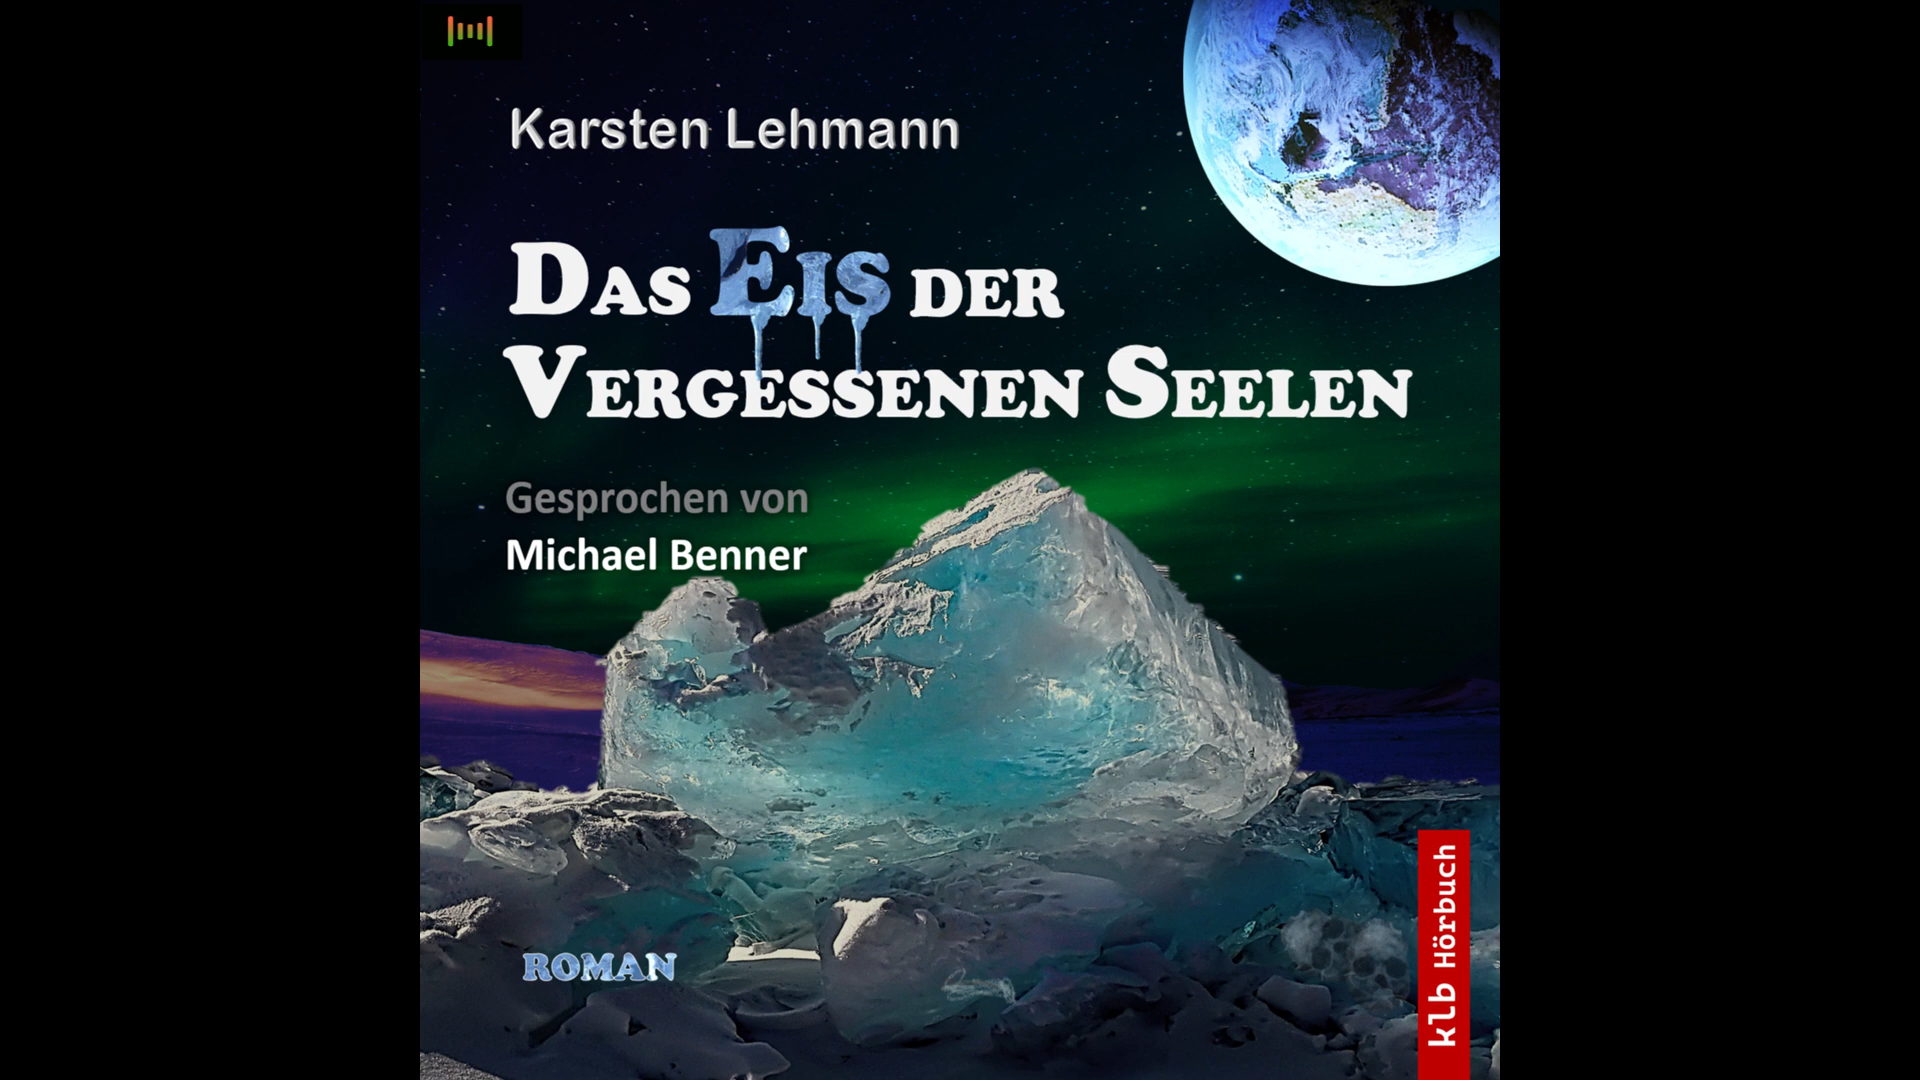 Karsten Lehmann
DAS EIS DER
VERGESSENEN SEELEN
Gesprochen von
Michael Benner
ROMAN
klb Hörbuch